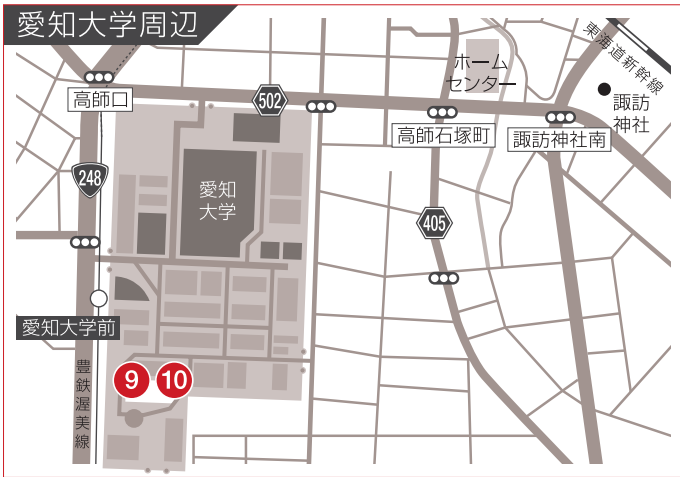 愛知大学周辺
東海道新幹線
ホーム
センター
諏訪
神社
高師口
502
高師石塚町
諏訪神社南
248
愛知
大学
405
愛知大学前
豊鉄渥美線
9
10